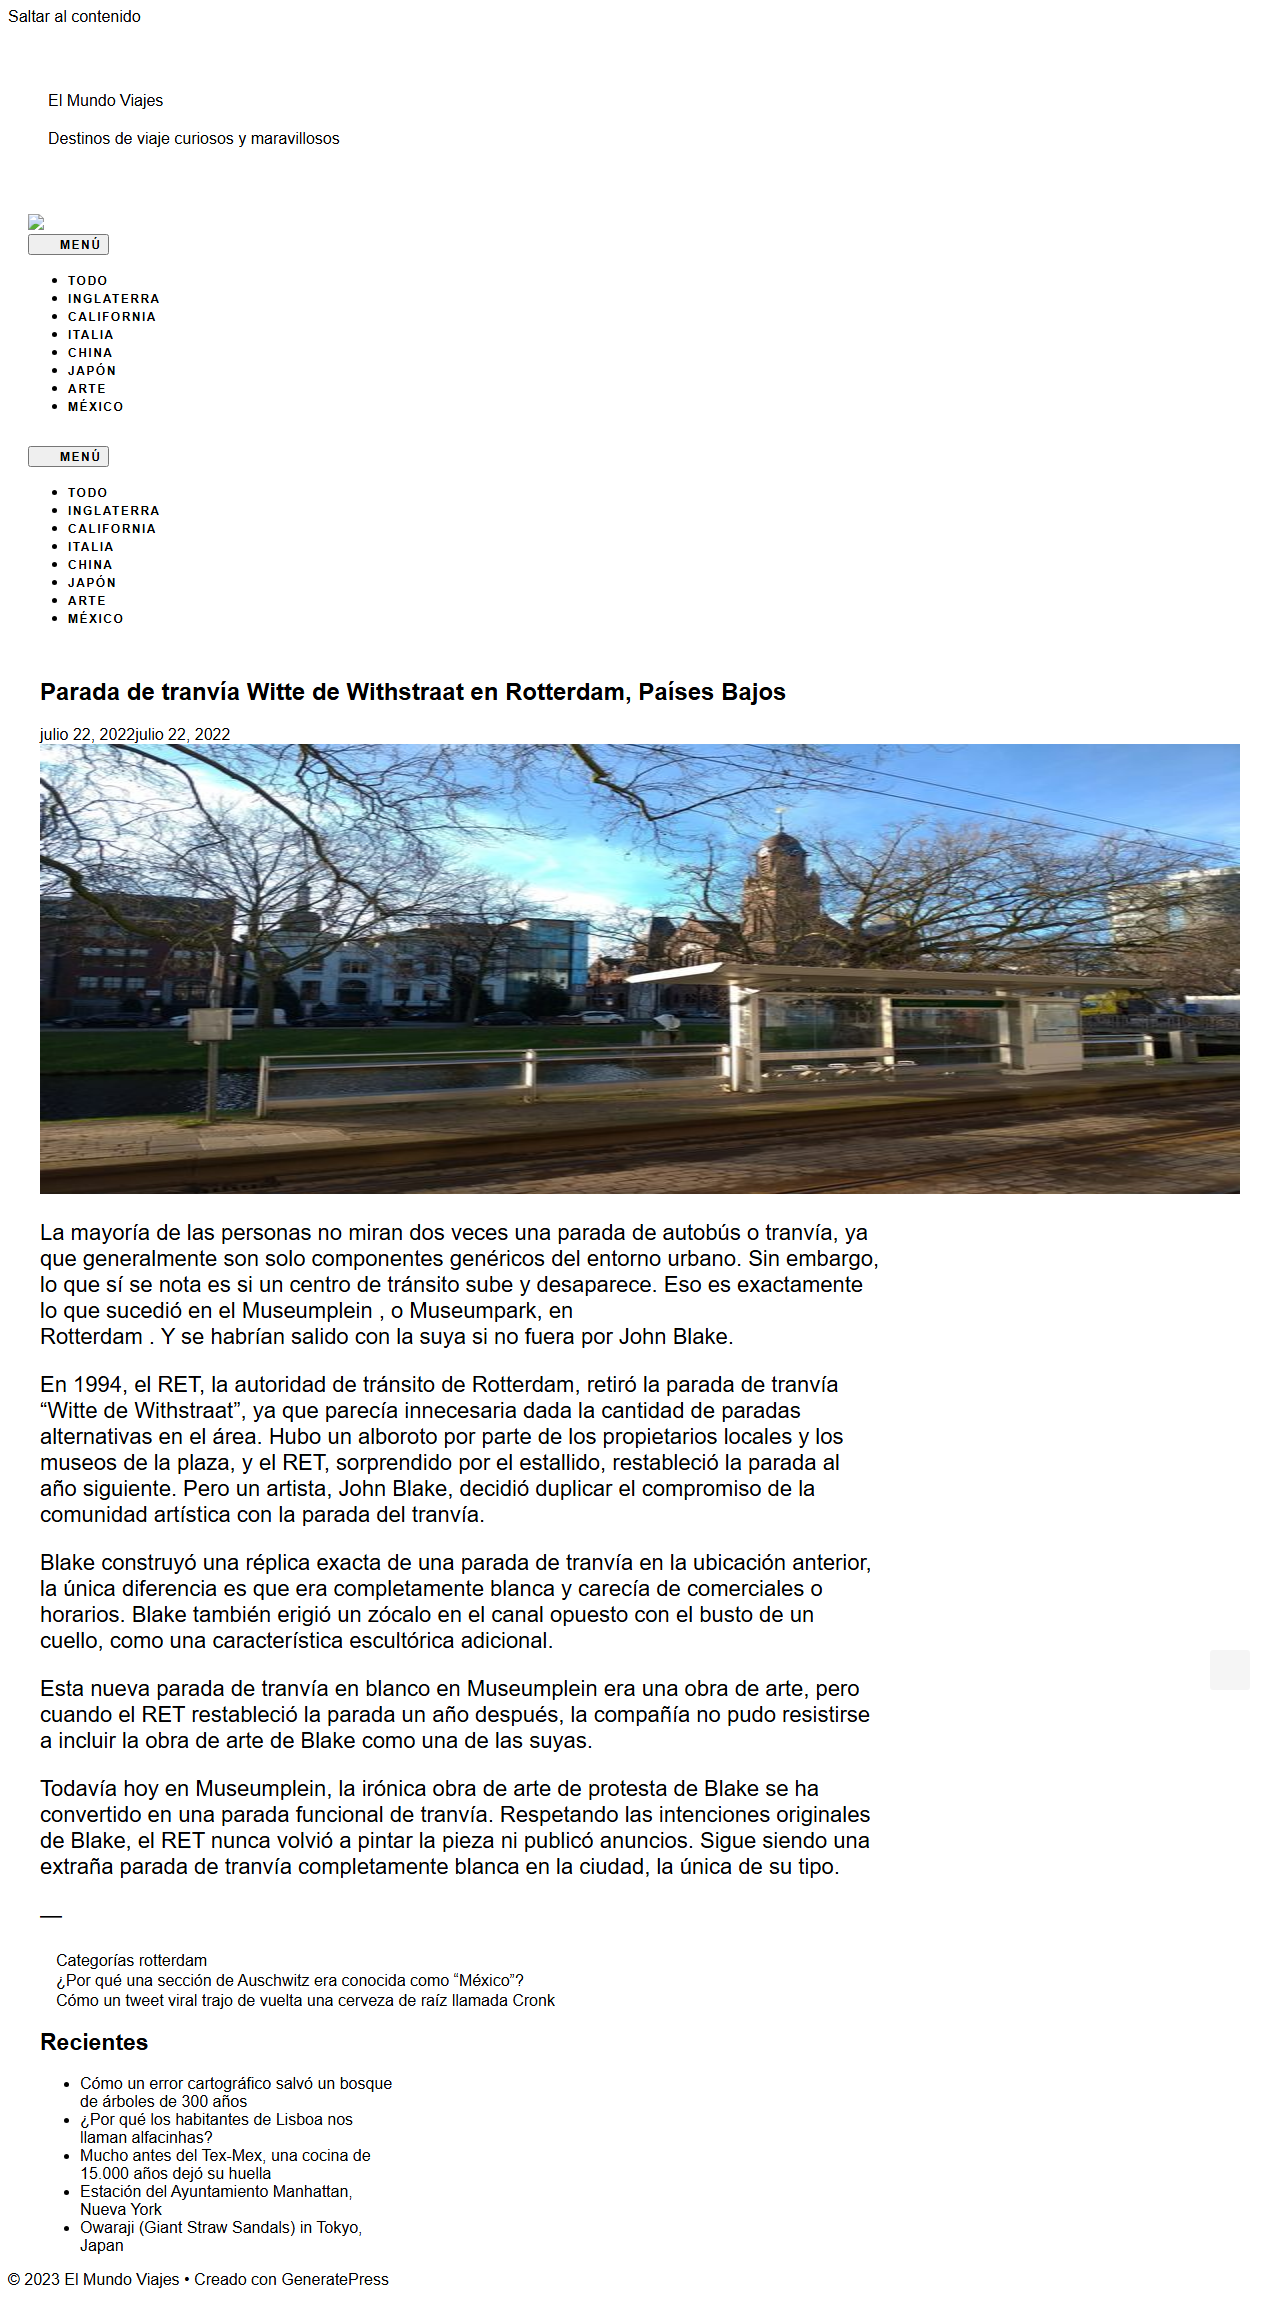 Saltar al contenido
El Mundo Viajes
Destinos de viaje curiosos y maravillosos
MENÚ
TODO
INGLATERRA
CALIFORNIA
ITALIA
CHINA
JAPÓN
ARTE
MÉXICO
MENÚ
TODO
INGLATERRA
CALIFORNIA
ITALIA
CHINA
JAPÓN
ARTE
MÉXICO
Parada de tranvía Witte de Withstraat en Rotterdam, Países Bajos
julio 22, 2022julio 22, 2022
La mayoría de las personas no miran dos veces una parada de autobús o tranvía, ya
que generalmente son solo componentes genéricos del entorno urbano. Sin embargo,
lo que sí se nota es si un centro de tránsito sube y desaparece. Eso es exactamente
lo que sucedió en el Museumplein , o Museumpark, en
Rotterdam . Y se habrían salido con la suya si no fuera por John Blake.
En 1994, el RET, la autoridad de tránsito de Rotterdam, retiró la parada de tranvía
“Witte de Withstraat”, ya que parecía innecesaria dada la cantidad de paradas
alternativas en el área. Hubo un alboroto por parte de los propietarios locales y los
museos de la plaza, y el RET, sorprendido por el estallido, restableció la parada al
año siguiente. Pero un artista, John Blake, decidió duplicar el compromiso de la
comunidad artística con la parada del tranvía.
Blake construyó una réplica exacta de una parada de tranvía en la ubicación anterior,
la única diferencia es que era completamente blanca y carecía de comerciales o
horarios. Blake también erigió un zócalo en el canal opuesto con el busto de un
cuello, como una característica escultórica adicional.
Esta nueva parada de tranvía en blanco en Museumplein era una obra de arte, pero
cuando el RET restableció la parada un año después, la compañía no pudo resistirse
a incluir la obra de arte de Blake como una de las suyas.
Todavía hoy en Museumplein, la irónica obra de arte de protesta de Blake se ha
convertido en una parada funcional de tranvía. Respetando las intenciones originales
de Blake, el RET nunca volvió a pintar la pieza ni publicó anuncios. Sigue siendo una
extraña parada de tranvía completamente blanca en la ciudad, la única de su tipo.
—
Categorías rotterdam
¿Por qué una sección de Auschwitz era conocida como “México”?
Cómo un tweet viral trajo de vuelta una cerveza de raíz llamada Cronk
Recientes
Cómo un error cartográfico salvó un bosque
de árboles de 300 años
¿Por qué los habitantes de Lisboa nos
llaman alfacinhas?
Mucho antes del Tex-Mex, una cocina de
15.000 años dejó su huella
Estación del Ayuntamiento Manhattan,
Nueva York
Owaraji (Giant Straw Sandals) in Tokyo,
Japan
© 2023 El Mundo Viajes • Creado con GeneratePress